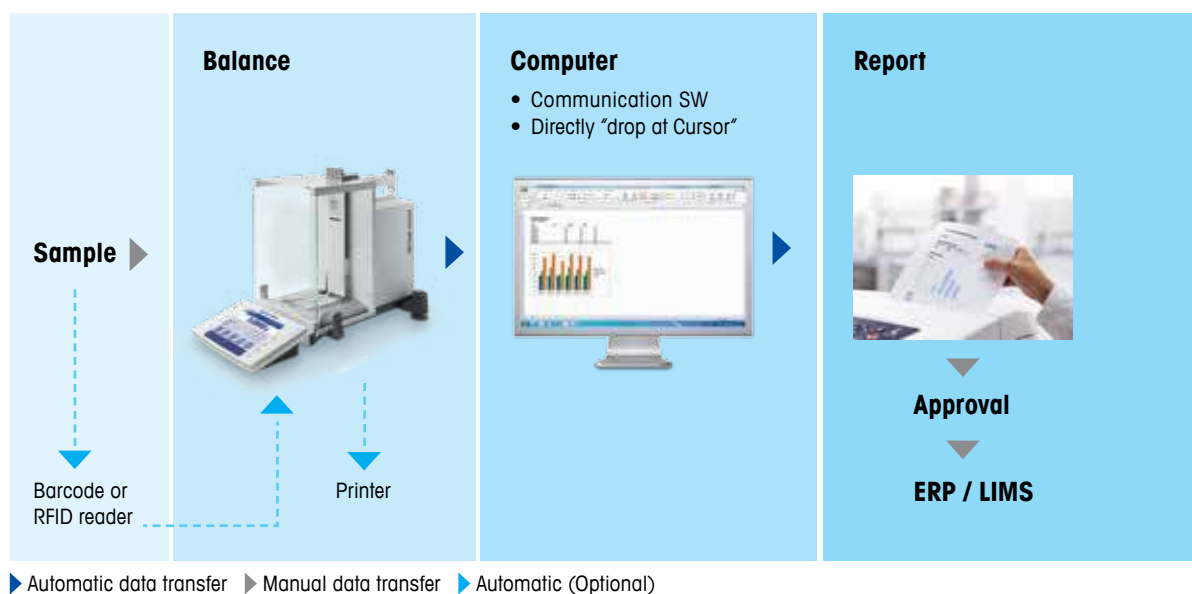 Balance
Computer
• Communication SW
• Directly "drop at Cursor"
Report
Sample
Barcode or
RFID reader
Printer
Approval
ERP / LIMS
Automatic data transfer
Manual data transfer
Automatic (Optional)